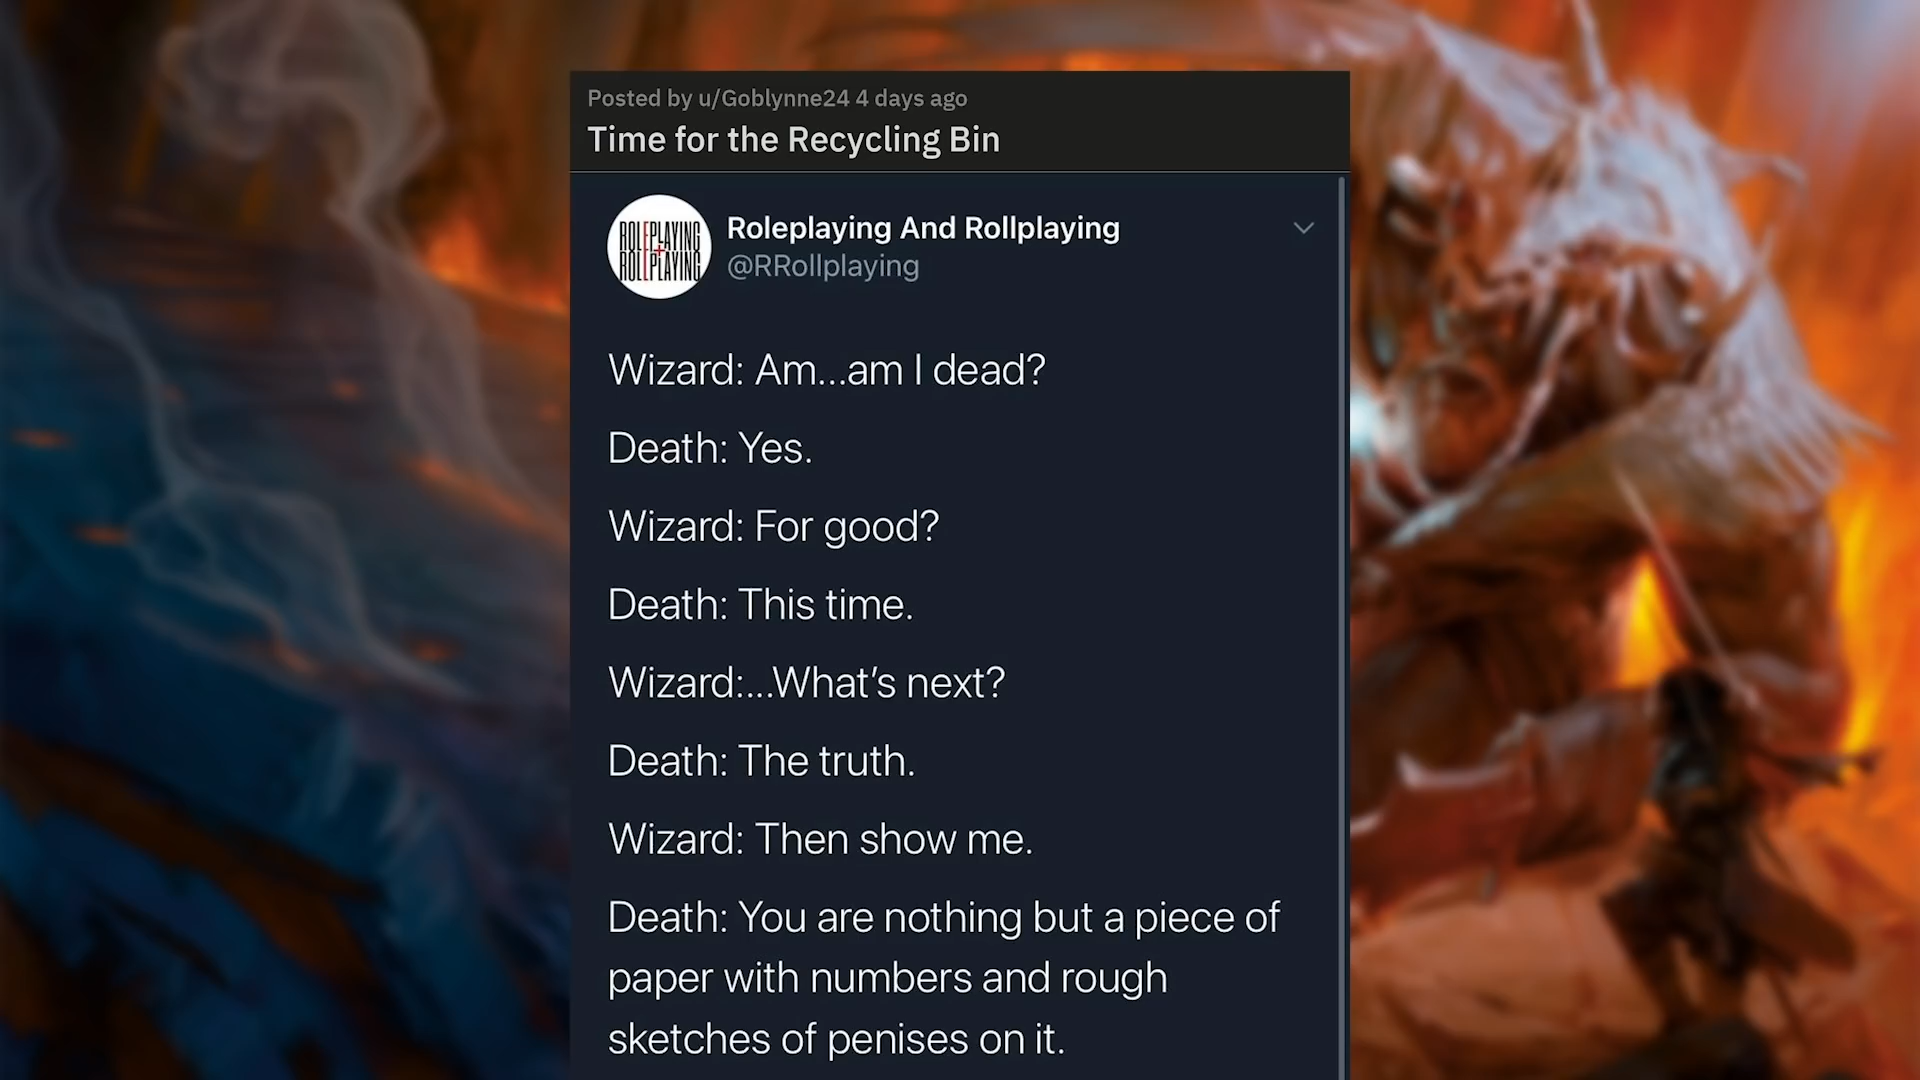 Posted by u/Goblynne24 4 days ago
Time for the Recycling Bin
ROLEPLAYING
+
ROLLPLAYING
Roleplaying And Rollplaying
@RRollplaying
Wizard: Am...am I dead?
Death: Yes.
Wizard: For good?
Death: This time.
Wizard:...What's next?
Death: The truth.
Wizard: Then show me.
Death: You are nothing but a piece of
paper with numbers and rough
sketches of penises on it.